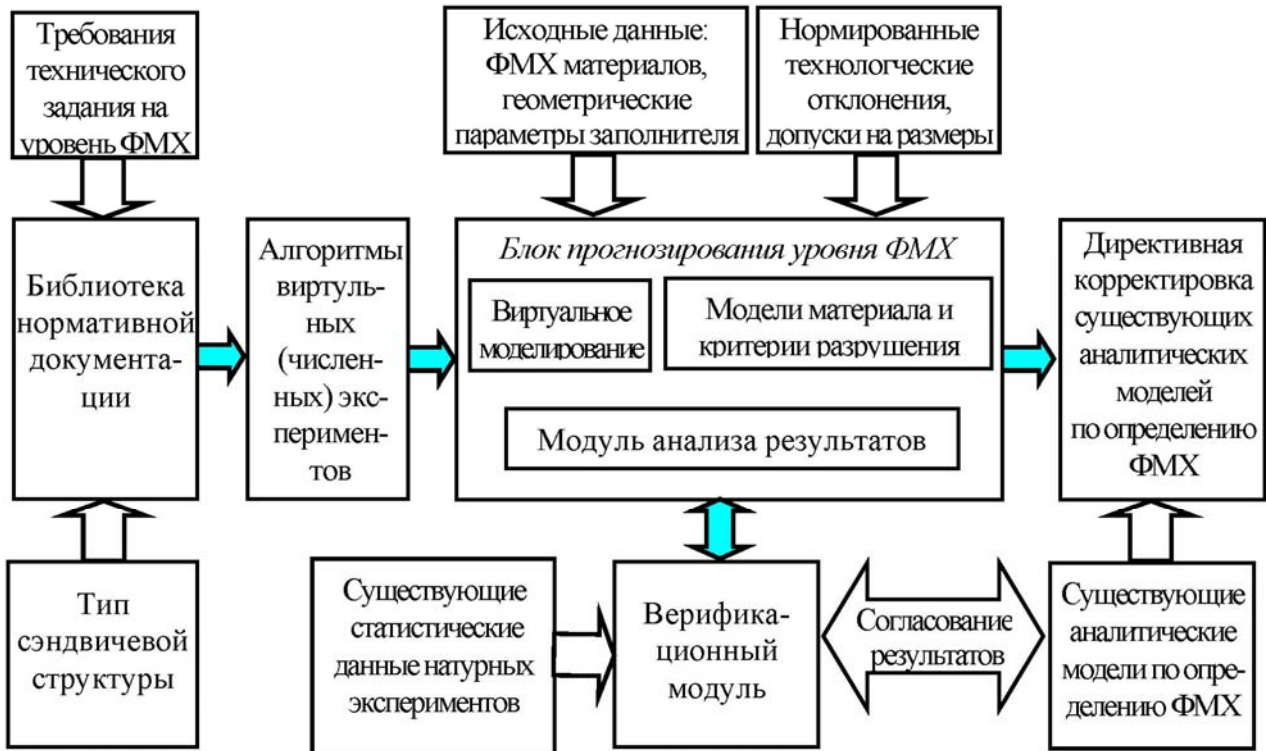 Требования
технического
задания на
уровень ФМХ
Исходные данные:
ФМХ материалов,
геометрические
параметры заполнителя
Нормированные
технологческие
отклонения,
допуски на размеры
Библиотека
нормативной
документа-
ции
Алгоритмы
виртуль-
ных
(числен-
ных) экс-
перимен-
тов
Блок прогнозирования уровня ФМХ
Виртуальное
моделирование
Модели материала и
критерии разрушения
Модуль анализа результатов
Директивная
корректировка
существующих
аналитических
моделей
по определению
ФМХ
Тип
сэндвичевой
структуры
Существующие
статистические
данные натурных
экспериментов
Верифика-
ционный
модуль
Согласование
результатов
Существующие
аналитические
модели по опре-
делению ФМХ